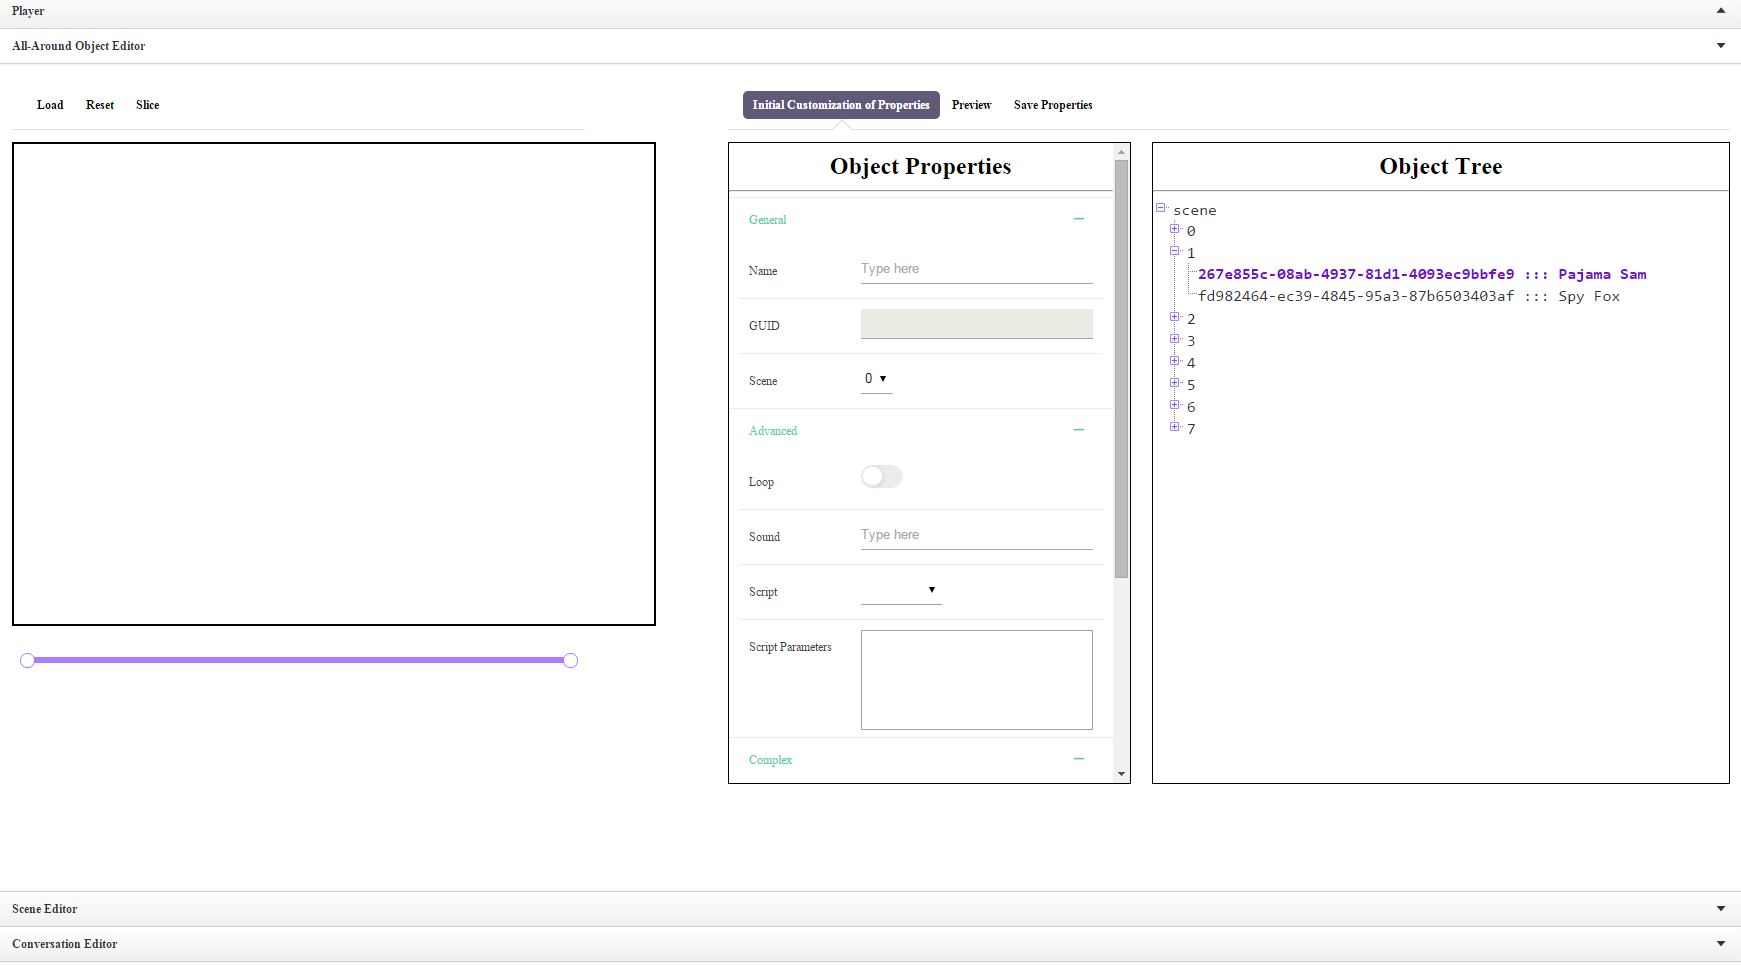 Player
All-Around Object Editor
Load Reset Slice
Initial Customization of Properties Preview Save Properties
Object Properties
General
Name Type here
GUID
Scene 0
Advanced
Loop
Sound Type here
Script
Script Parameters
Complex
Object Tree
scene
0
1
267e855c-08ab-4937-81d1-4093ec9bbfe9 ::: Pajama Sam
fd982464-ec39-4845-95a3-87b6503403af ::: Spy Fox
2
3
4
5
6
7
Scene Editor
Conversation Editor